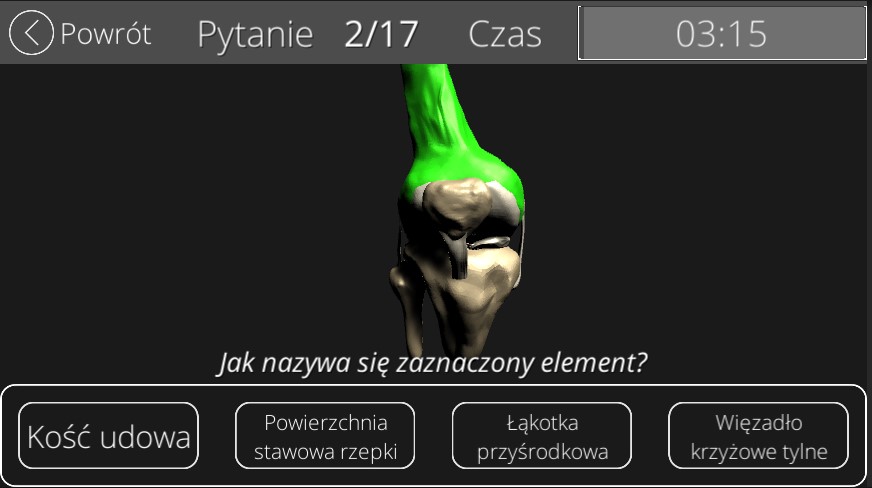 Powrót Pytanie 2/17 Czas 03:15
Jak nazywa się zaznaczony element?
Kość udowa
Powierzchnia
stawowa rzepki
Łąkotka
przyśrodkowa
Więzadło
krzyżowe tylne